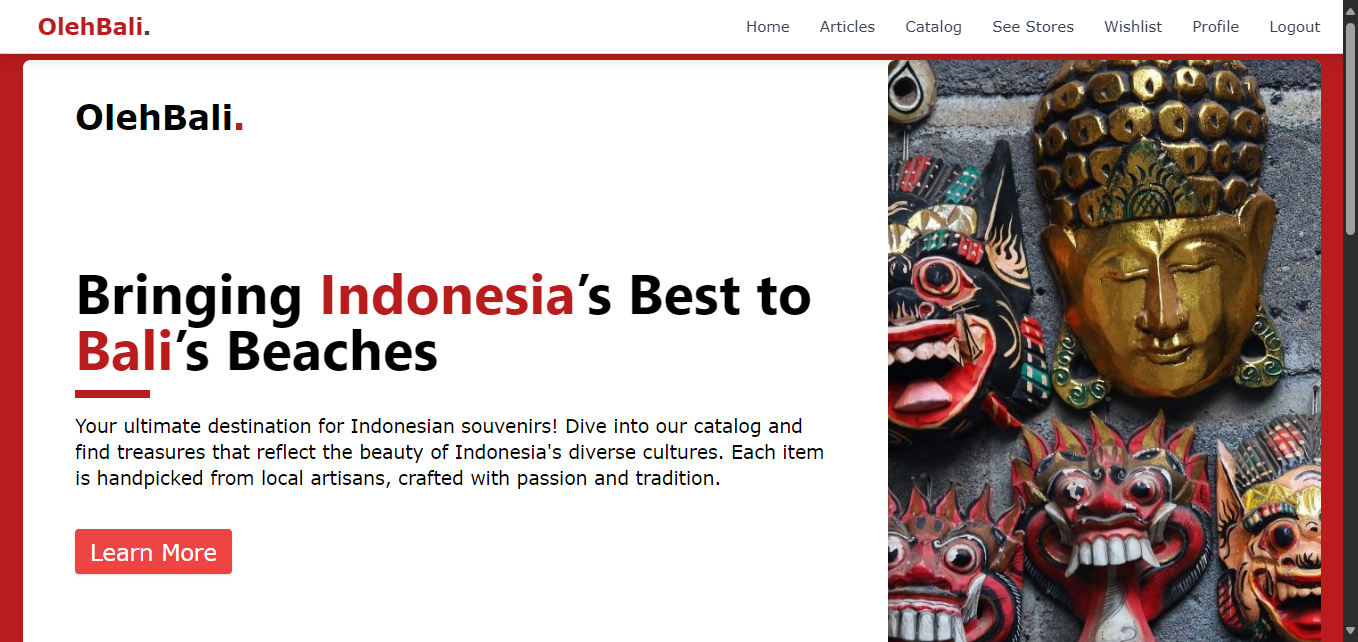 OlehBali.
Home Articles Catalog See Stores Wishlist Profile Logout
OlehBali.
Bringing Indonesia’s Best to
Bali’s Beaches
Your ultimate destination for Indonesian souvenirs! Dive into our catalog and
find treasures that reflect the beauty of Indonesia's diverse cultures. Each item
is handpicked from local artisans, crafted with passion and tradition.
Learn More